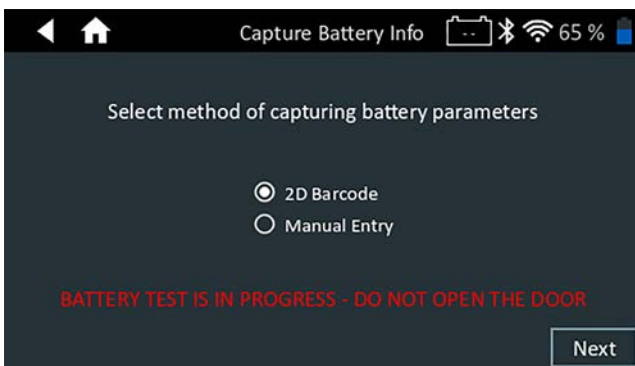 Capture Battery Info -- 65 %
Select method of capturing battery parameters
2D Barcode
Manual Entry
BATTERY TEST IS IN PROGRESS - DO NOT OPEN THE DOOR
Next